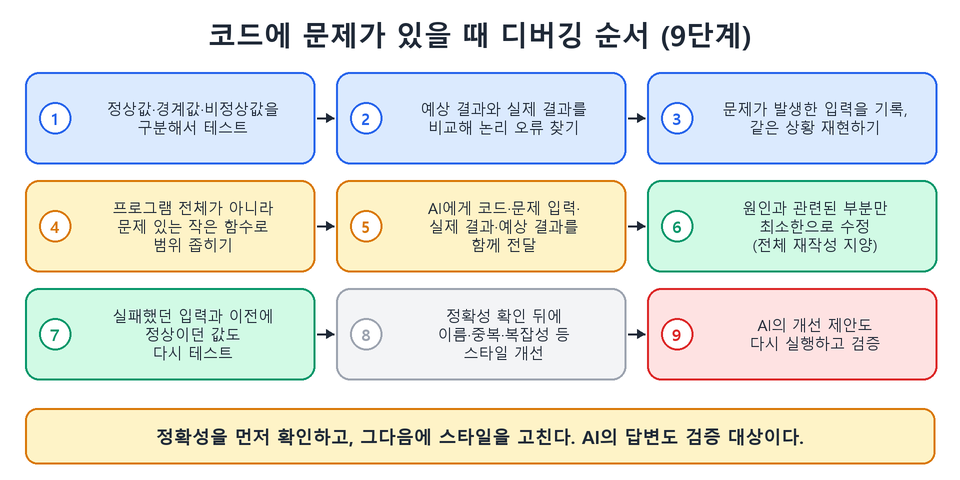 코드에 문제가 있을 때 디버깅 순서 (9단계)
1
정상값·경계값·비정상값을
구분해서 테스트
2
예상 결과와 실제 결과를
비교해 논리 오류 찾기
3
문제가 발생한 입력을 기록,
같은 상황 재현하기
4
프로그램 전체가 아니라
문제 있는 작은 함수로
범위 좁히기
5
AI에게 코드·문제 입력·
실제 결과·예상 결과를
함께 전달
6
원인과 관련된 부분만
최소한으로 수정
(전체 재작성 지양)
7
실패했던 입력과 이전에
정상이던 값도
다시 테스트
8
정확성 확인 뒤에
이름·중복·복잡성 등
스타일 개선
9
AI의 개선 제안도
다시 실행하고 검증
정확성을 먼저 확인하고, 그다음에 스타일을 고친다. AI의 답변도 검증 대상이다.